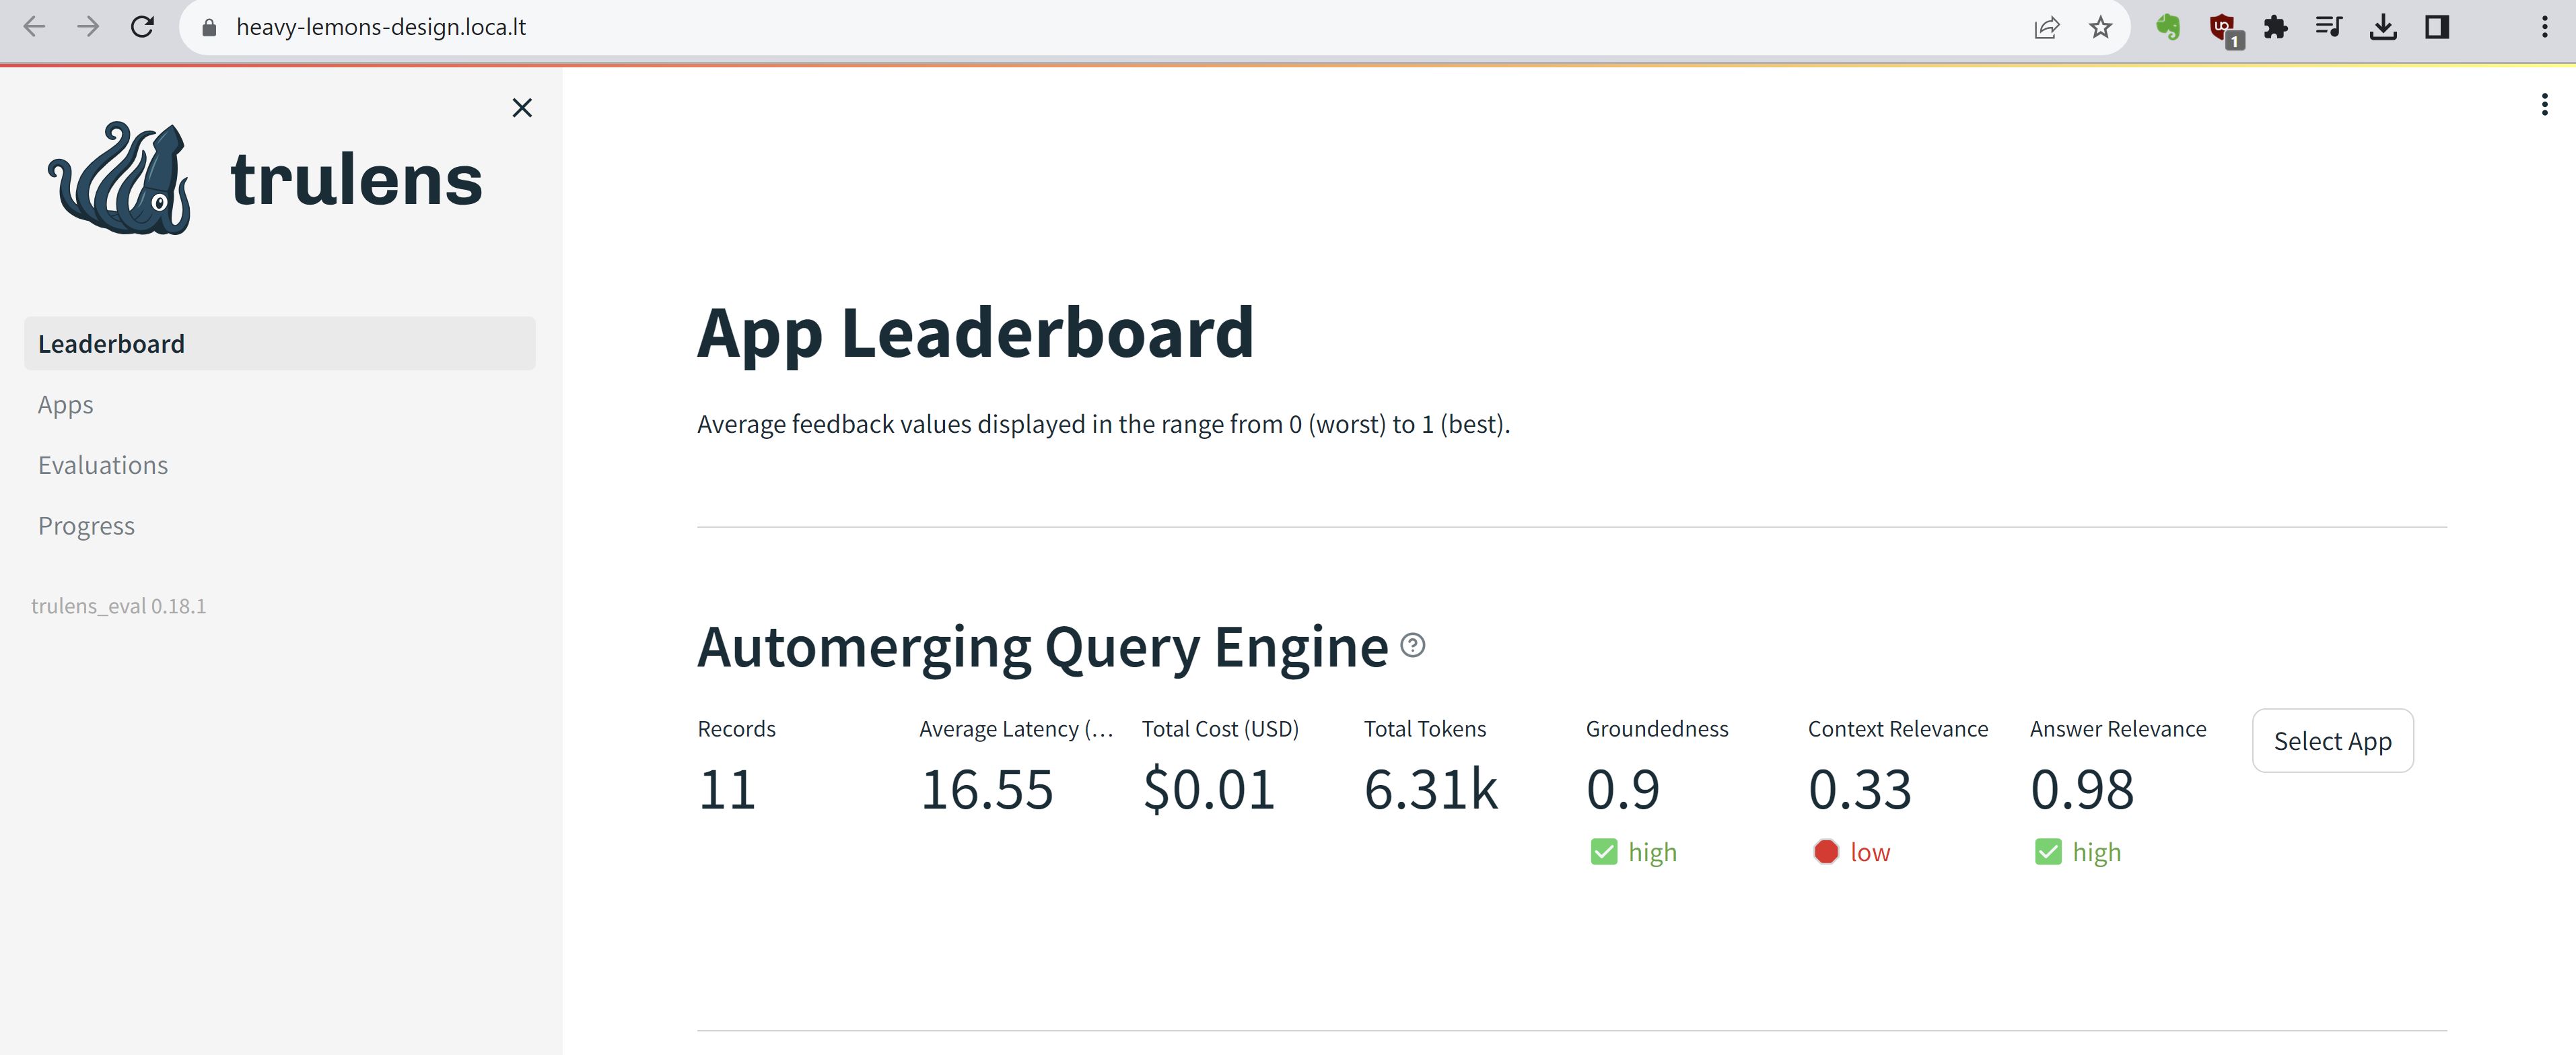 heavy-lemons-design.loca.lt
1
trulens
Leaderboard
Apps
Evaluations
Progress
trulens_eval 0.18.1
App Leaderboard
Average feedback values displayed in the range from 0 (worst) to 1 (best).
Automerging Query Engine
Records Average Latency (... Total Cost (USD) Total Tokens Groundedness Context Relevance Answer Relevance Select App
11 16.55 $0.01 6.31k 0.9 0.33 0.98
high low high